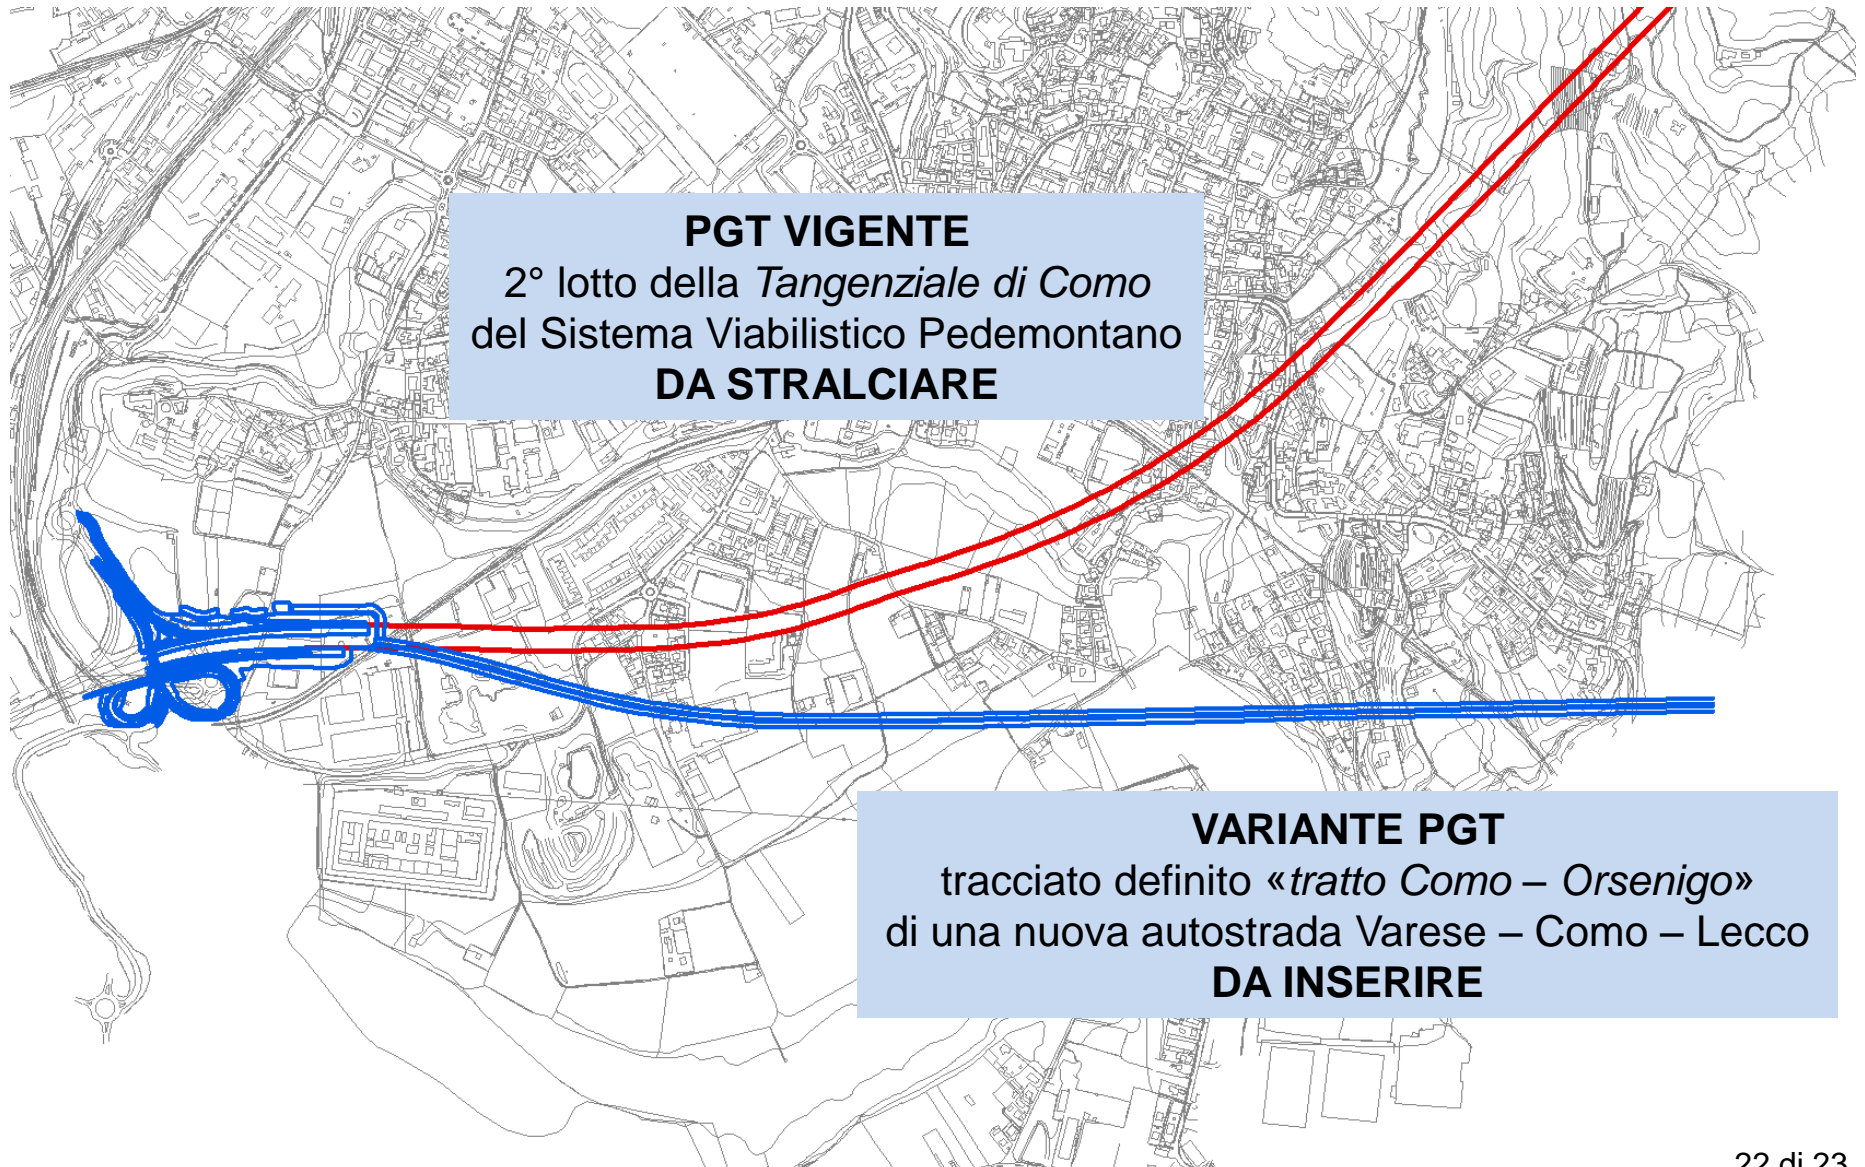 PGT VIGENTE
2° lotto della Tangenziale di Como
del Sistema Viabilistico Pedemontano
DA STRALCIARE
VARIANTE PGT
tracciato definito «tratto Como – Orsenigo»
di una nuova autostrada Varese – Como – Lecco
DA INSERIRE
22 di 23